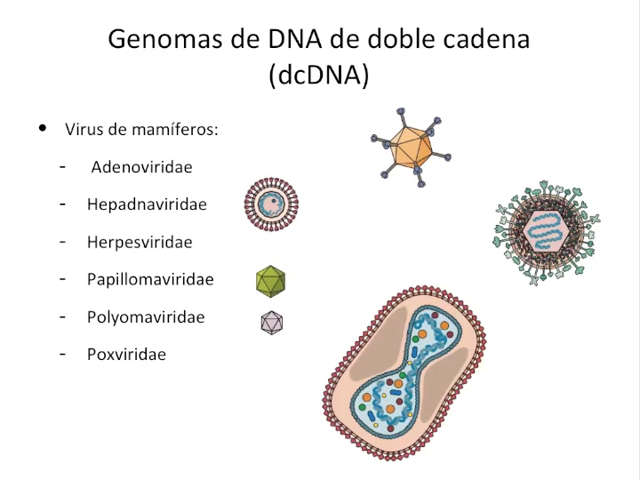 Genomas de DNA de doble cadena
(dcDNA)
• Virus de mamíferos:
- Adenoviridae
- Hepadnaviridae
- Herpesviridae
- Papillomaviridae
- Polyomaviridae
- Poxviridae